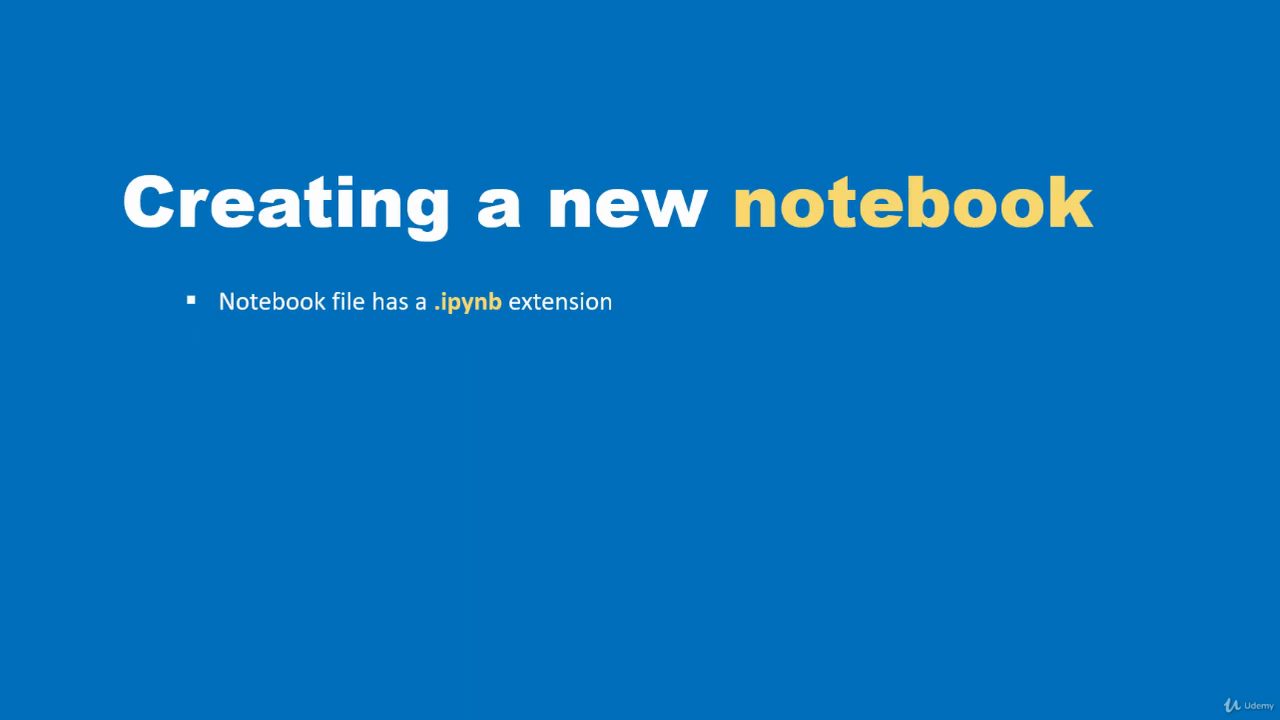 Creating a new notebook
▪ Notebook file has a .ipynb extension
Udemy